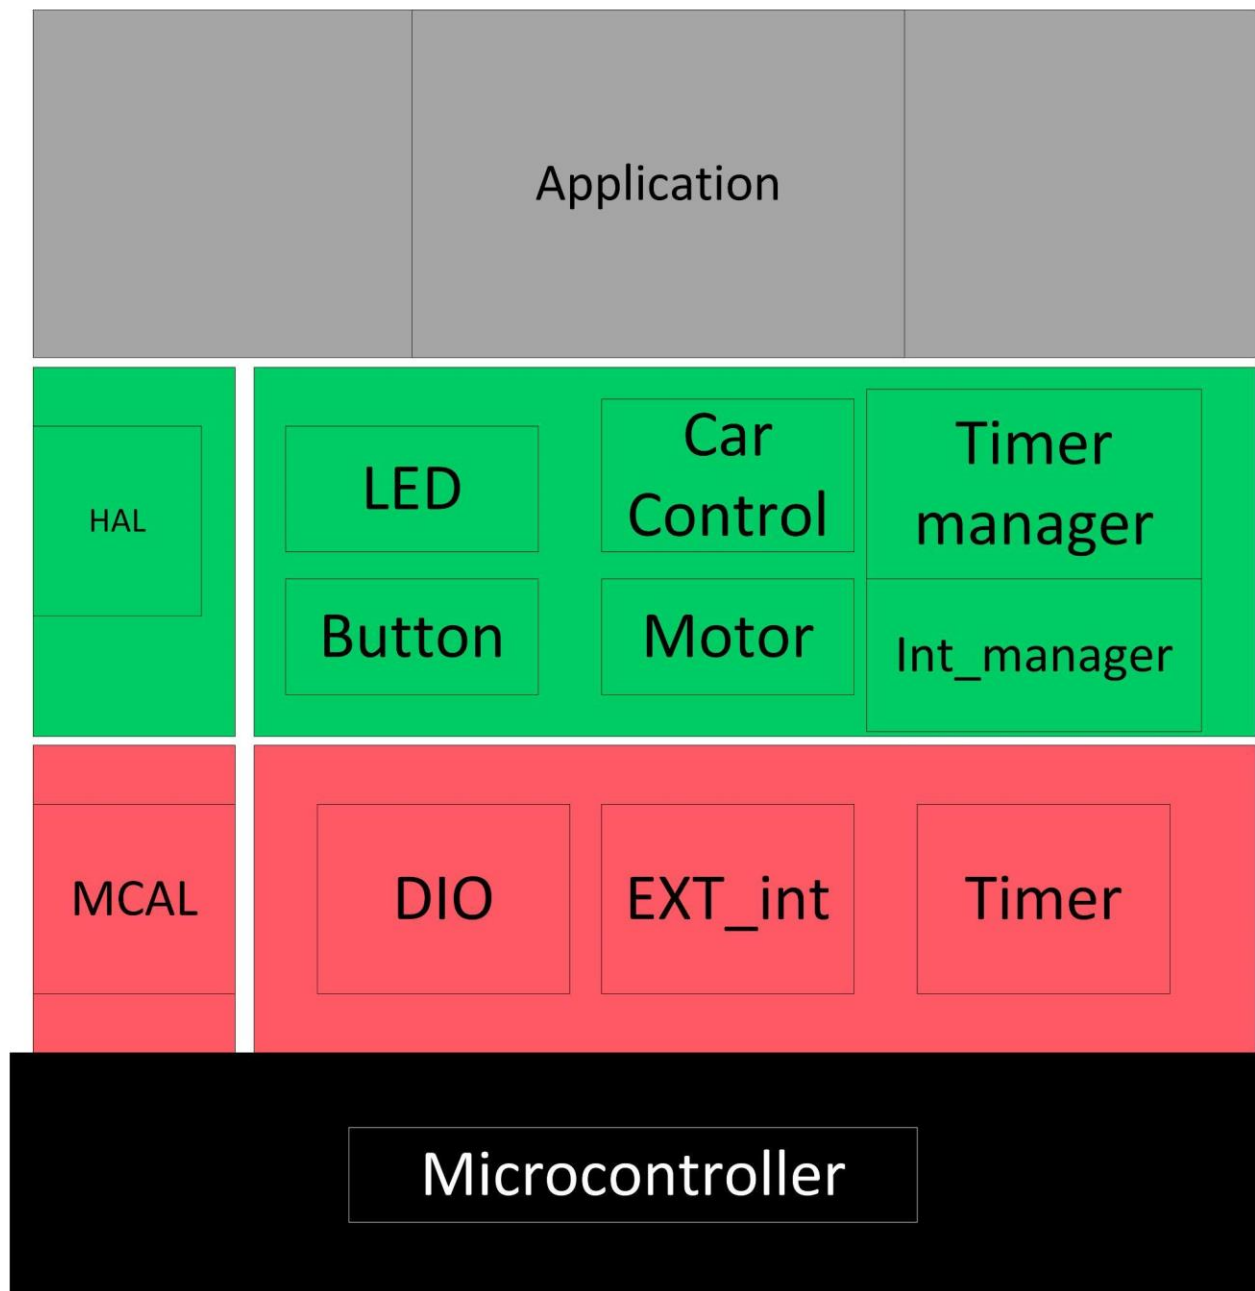 Application
HAL
LED
Car
Control
Timer
manager
Button
Motor
Int_manager
MCAL
DIO
EXT_int
Timer
Microcontroller